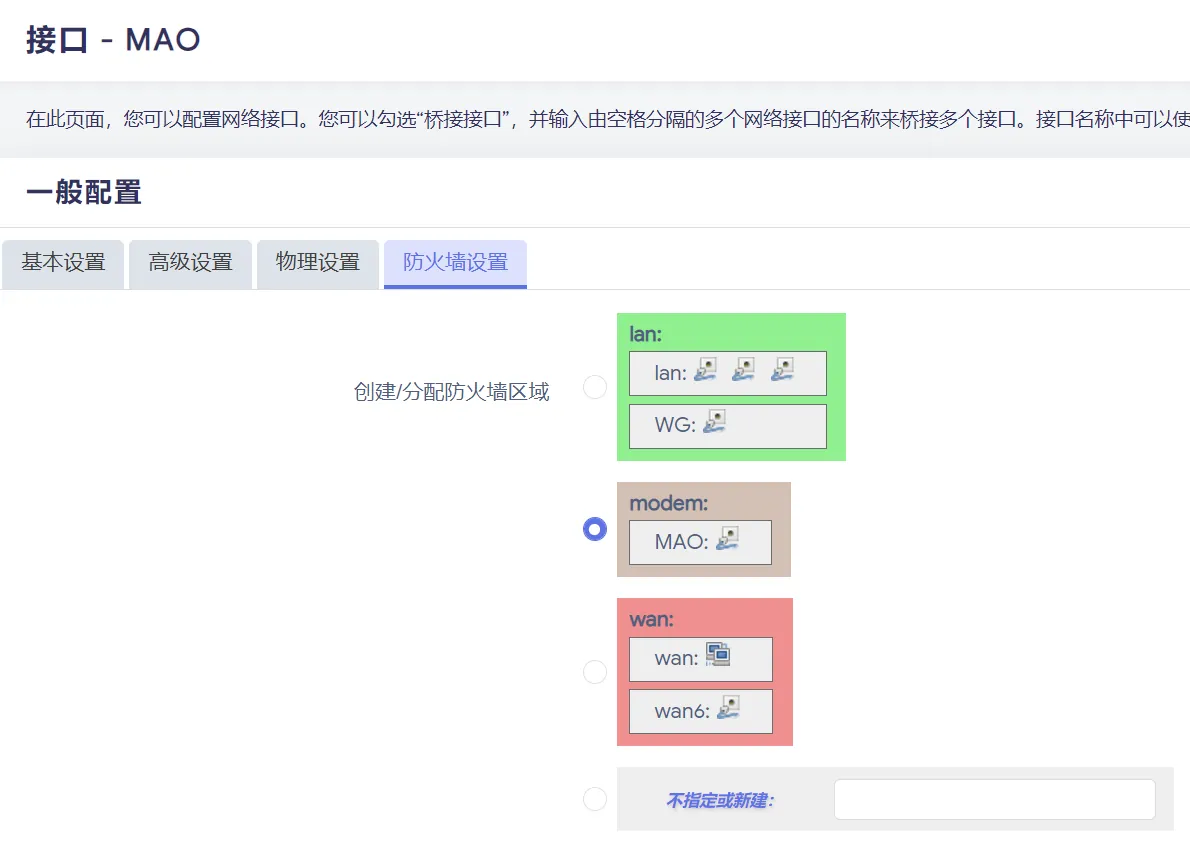 接口 - MAO
在此页面，您可以配置网络接口。您可以勾选“桥接接口”，并输入由空格分隔的多个网络接口的名称来桥接多个接口。接口名称中可以使
一般配置
基本设置 高级设置 物理设置 防火墙设置
创建/分配防火墙区域
lan:
lan:
WG:
modem:
MAO:
wan:
wan:
wan6:
不指定或新建：